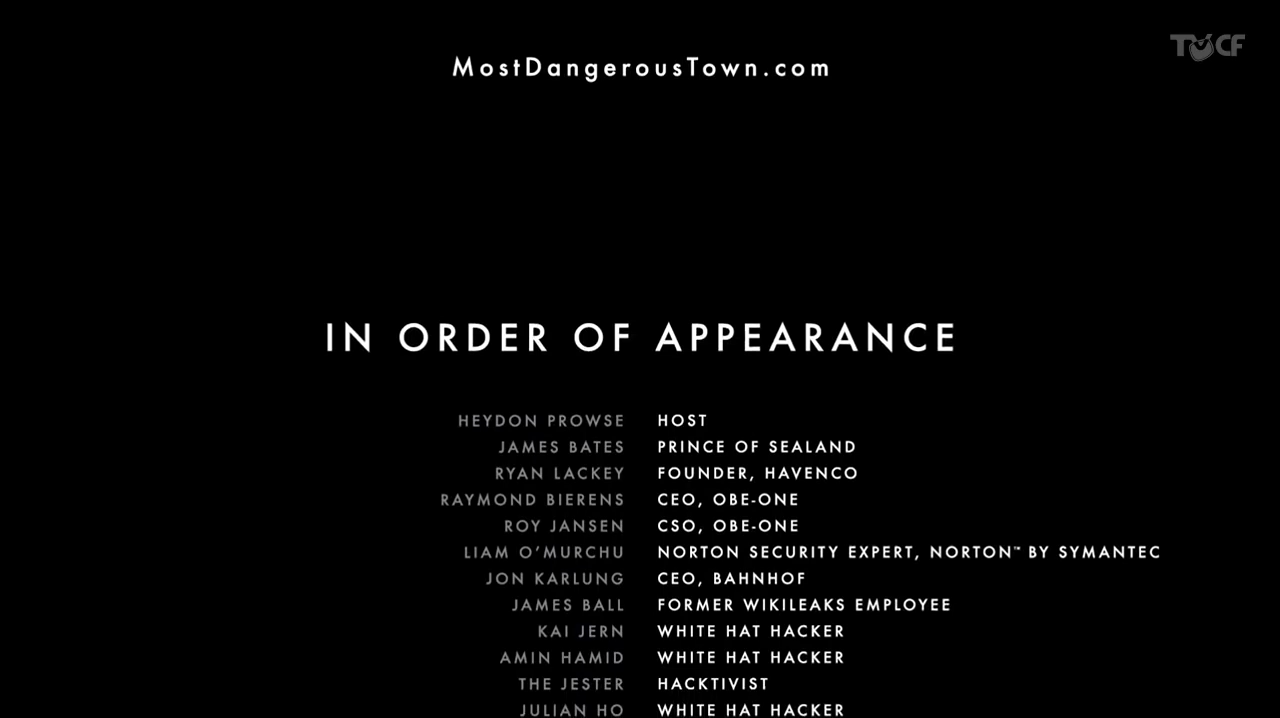 TVCF
MostDangerousTown.com
IN ORDER OF APPEARANCE
HEYDON PROWSE HOST
JAMES BATES PRINCE OF SEALAND
RYAN LACKEY FOUNDER, HAVENCO
RAYMOND BIERENS CEO, OBE-ONE
ROY JANSEN CSO, OBE-ONE
LIAM O’MURCHU NORTON SECURITY EXPERT, NORTON™ BY SYMANTEC
JON KARLUNG CEO, BAHNHOF
JAMES BALL FORMER WIKILEAKS EMPLOYEE
KAI JERN WHITE HAT HACKER
AMIN HAMID WHITE HAT HACKER
THE JESTER HACKTIVIST
JULIAN HO WHITE HAT HACKER